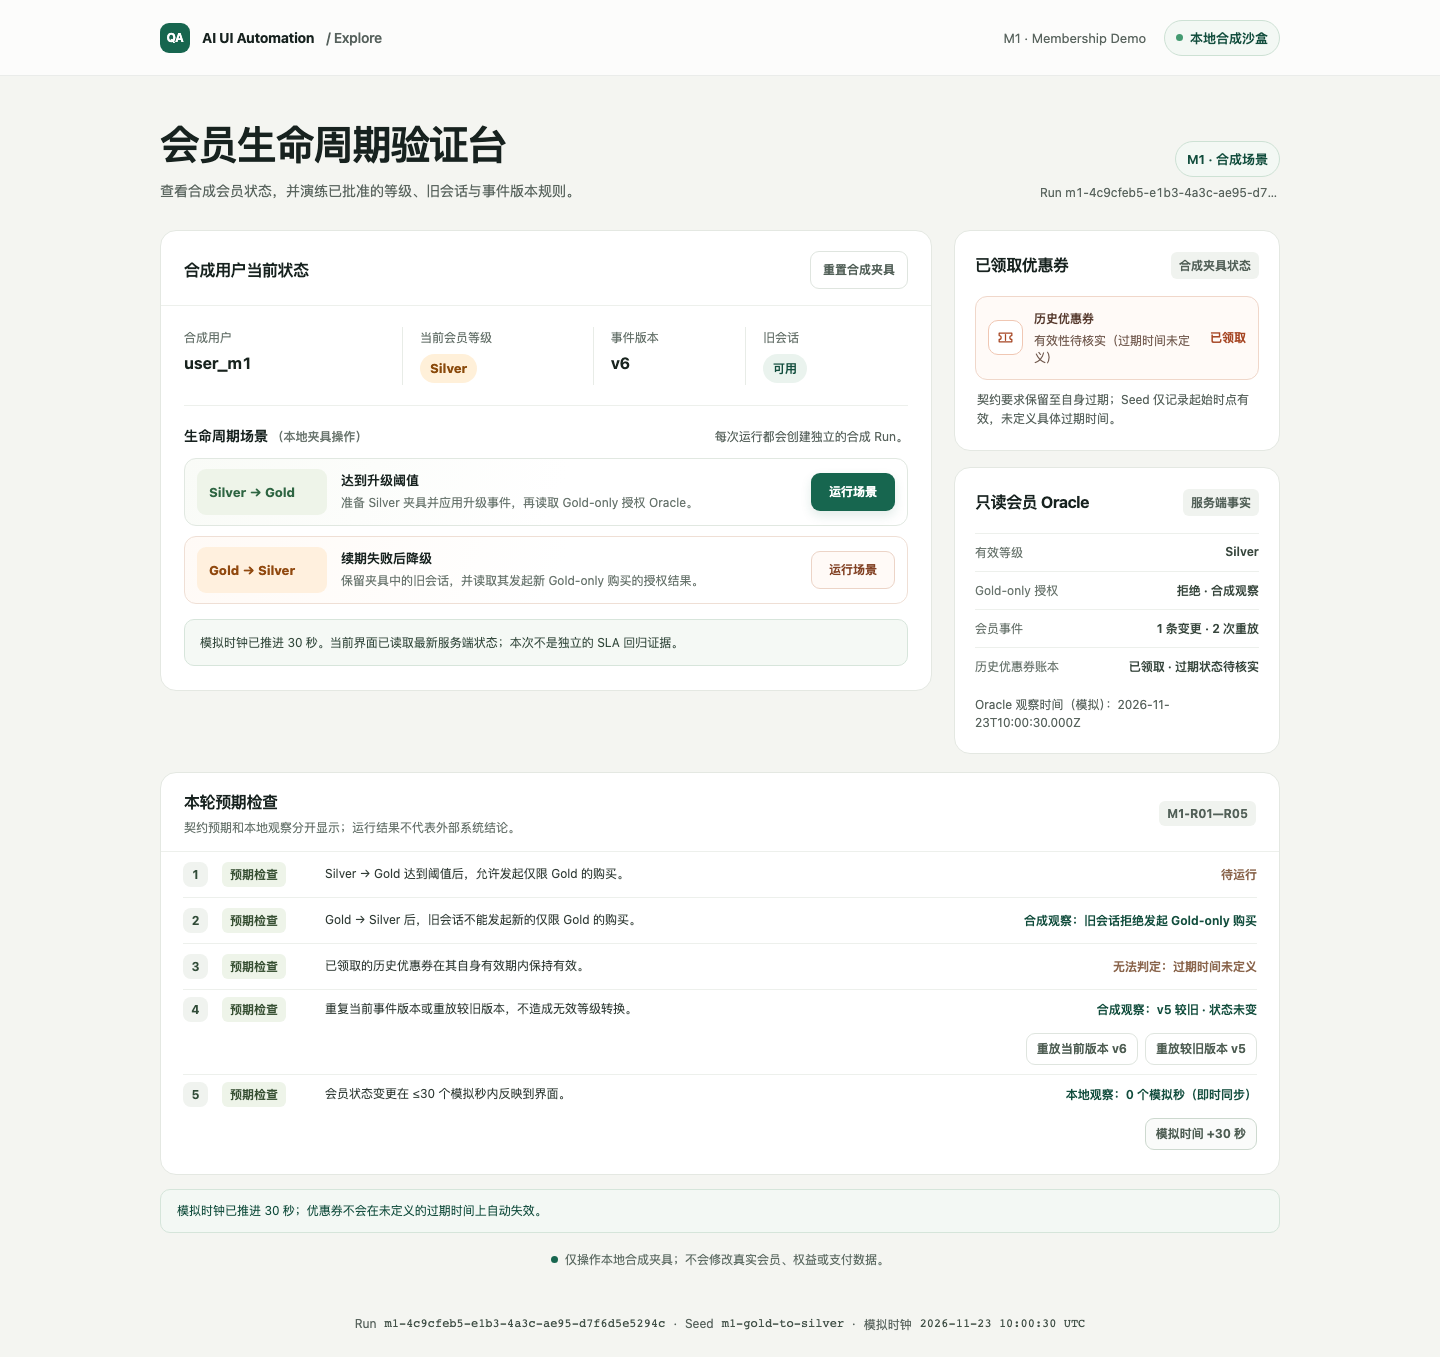 QA AI UI Automation / Explore
M1 · Membership Demo
本地合成沙盒
会员生命周期验证台
查看合成会员状态，并演练已批准的等级、旧会话与事件版本规则。
M1 · 合成场景
Run m1-4c9cfeb5-e1b3-4a3c-ae95-d7...
合成用户当前状态
重置合成夹具
合成用户
user_m1
当前会员等级
Silver
事件版本
v6
旧会话
可用
生命周期场景（本地夹具操作）
每次运行都会创建独立的合成 Run。
Silver → Gold
达到升级阈值
准备 Silver 夹具并应用升级事件，再读取 Gold-only 授权 Oracle。
运行场景
Gold → Silver
续期失败后降级
保留夹具中的旧会话，并读取其发起新 Gold-only 购买的授权结果。
运行场景
模拟时钟已推进 30 秒。当前界面已读取最新服务端状态；本次不是独立的 SLA 回归证据。
已领取优惠券
合成夹具状态
历史优惠券
有效性待核实（过期时间未定
义）
已领取
契约要求保留至自身过期；Seed 仅记录起始时点有
效，未定义具体过期时间。
只读会员 Oracle
服务端事实
有效等级
Silver
Gold-only 授权
拒绝 · 合成观察
会员事件
1 条变更 · 2 次重放
历史优惠券账本
已领取 · 过期状态待核实
Oracle 观察时间（模拟）：2026-11-
23T10:00:30.000Z
本轮预期检查
契约预期和本地观察分开显示；运行结果不代表外部系统结论。
M1-R01—R05
1 预期检查 Silver → Gold 达到阈值后，允许发起仅限 Gold 的购买。 待运行
2 预期检查 Gold → Silver 后，旧会话不能发起新的仅限 Gold 的购买。 合成观察：旧会话拒绝发起 Gold-only 购买
3 预期检查 已领取的历史优惠券在其自身有效期内保持有效。 无法判定：过期时间未定义
4 预期检查 重复当前事件版本或重放较旧版本，不造成无效等级转换。 合成观察：v5 较旧 · 状态未变
重放当前版本 v6 重放较旧版本 v5
5 预期检查 会员状态变更在 ≤30 个模拟秒内反映到界面。 本地观察：0 个模拟秒（即时同步）
模拟时间 +30 秒
模拟时钟已推进 30 秒；优惠券不会在未定义的过期时间上自动失效。
仅操作本地合成夹具；不会修改真实会员、权益或支付数据。
Run m1-4c9cfeb5-e1b3-4a3c-ae95-d7f6d5e5294c · Seed m1-gold-to-silver · 模拟时钟 2026-11-23 10:00:30 UTC